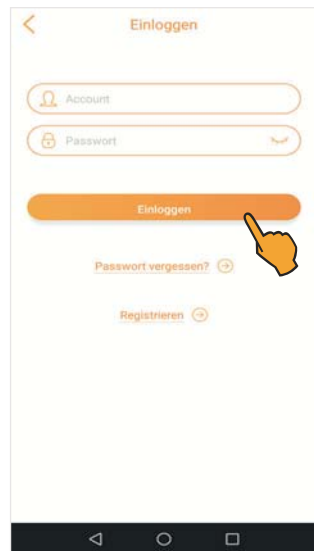 Einloggen
Account
Passwort
Einloggen
Passwort vergessen?
Registrieren